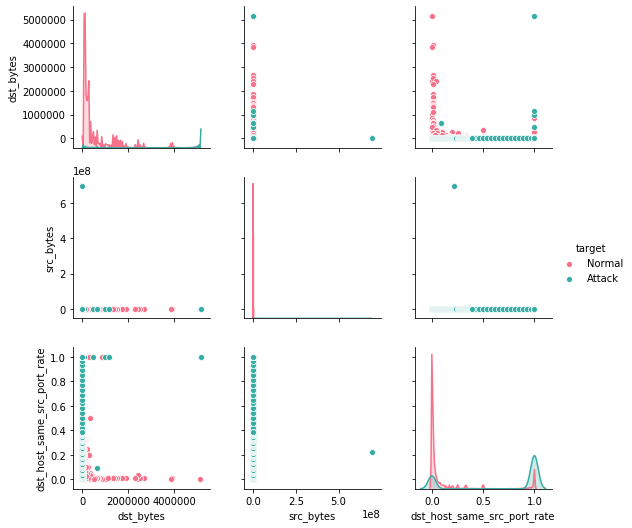 5000000
4000000
3000000
2000000
1000000
0
dst_bytes
1e8
6
4
2
0
src_bytes
target
Normal
Attack
1.0
0.8
0.6
0.4
0.2
0.0
dst_host_same_src_port_rate
0 2000000 4000000
dst_bytes
0.0 2.5 5.0
1e8
src_bytes
0.0 0.5 1.0
dst_host_same_src_port_rate